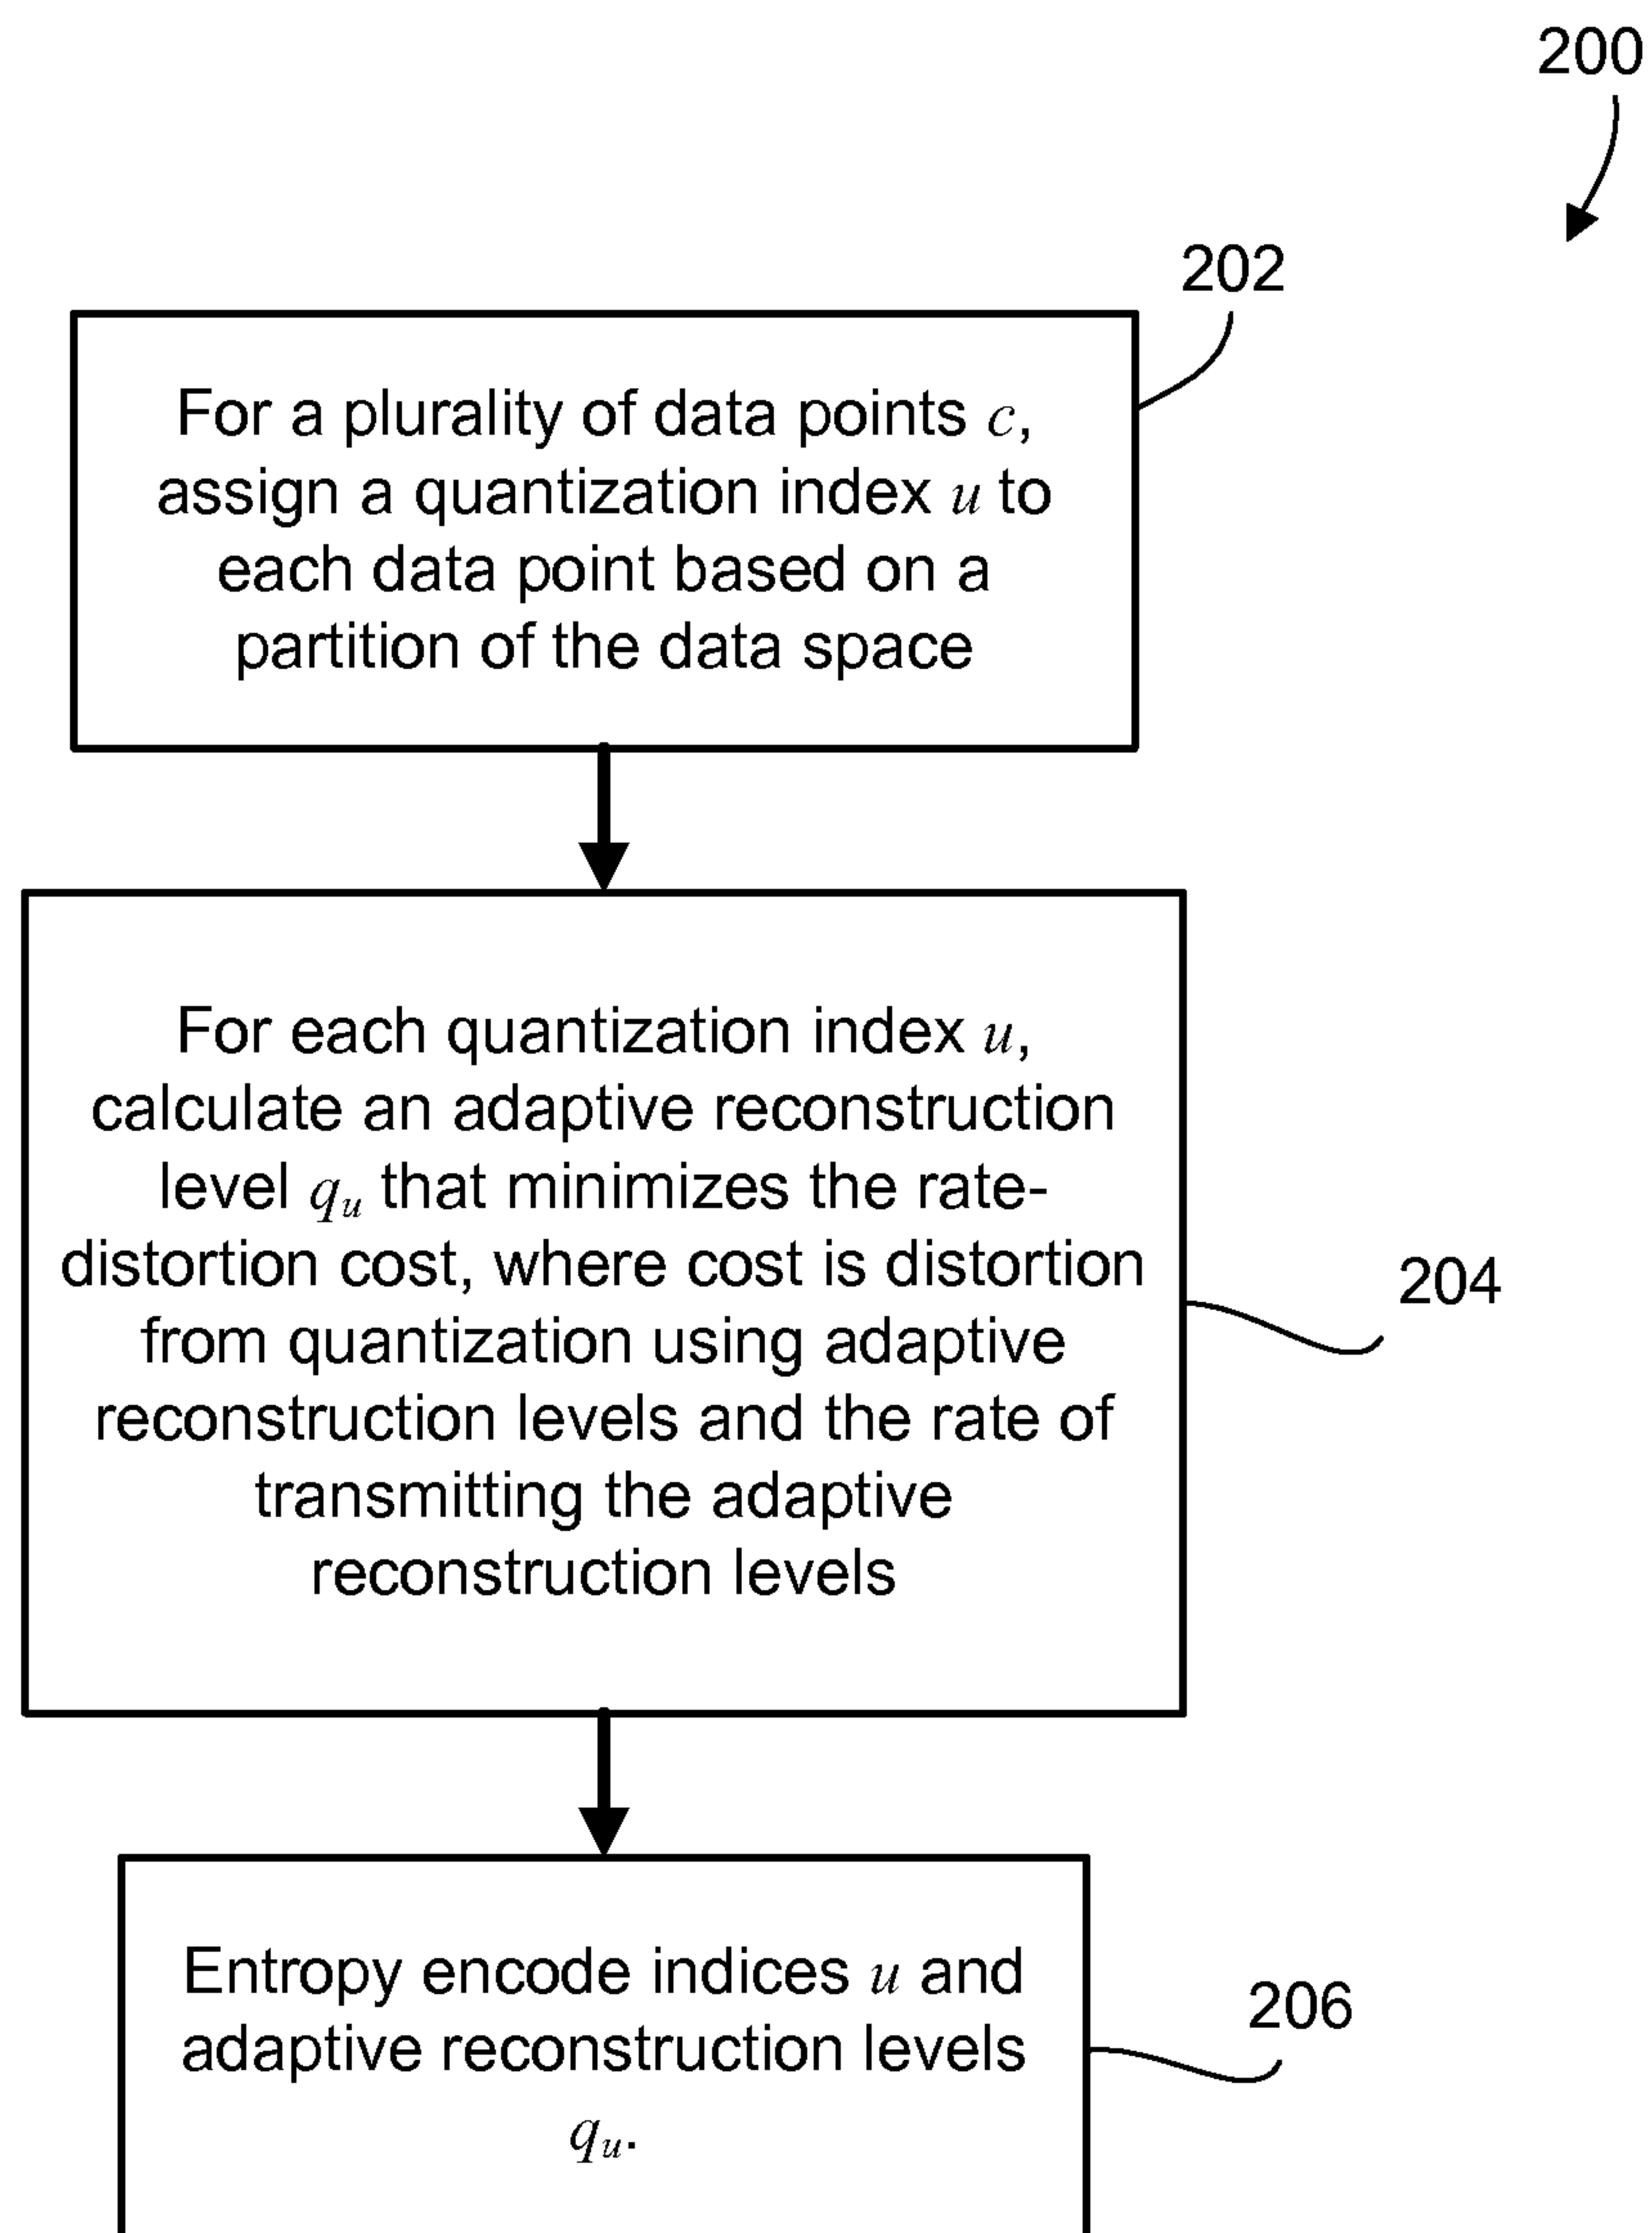 200
202
For a plurality of data points c,
assign a quantization index u to
each data point based on a
partition of the data space
For each quantization index u,
calculate an adaptive reconstruction
level qu that minimizes the rate-
distortion cost, where cost is distortion
from quantization using adaptive
reconstruction levels and the rate of
transmitting the adaptive
reconstruction levels
204
Entropy encode indices u and
adaptive reconstruction levels
qu.
206